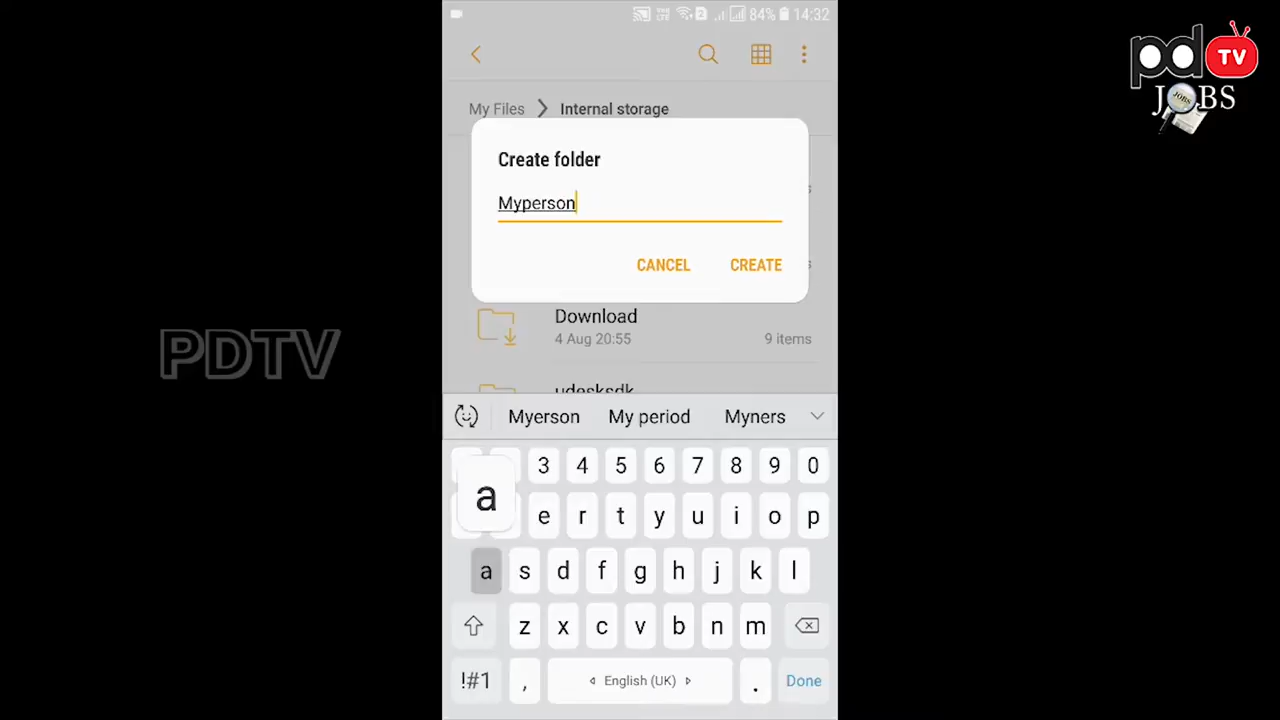 84% 14:32
pd TV
JOBS
My Files > Internal storage
Create folder
Myperson
CANCEL CREATE
Download
4 Aug 20:55 9 items
udesksdk
PDTV
Myerson My period Myners
3 4 5 6 7 8 9 0
a
e r t y u i o p
a s d f g h j k l
z x c v b n m
!#1 , English (UK) . Done